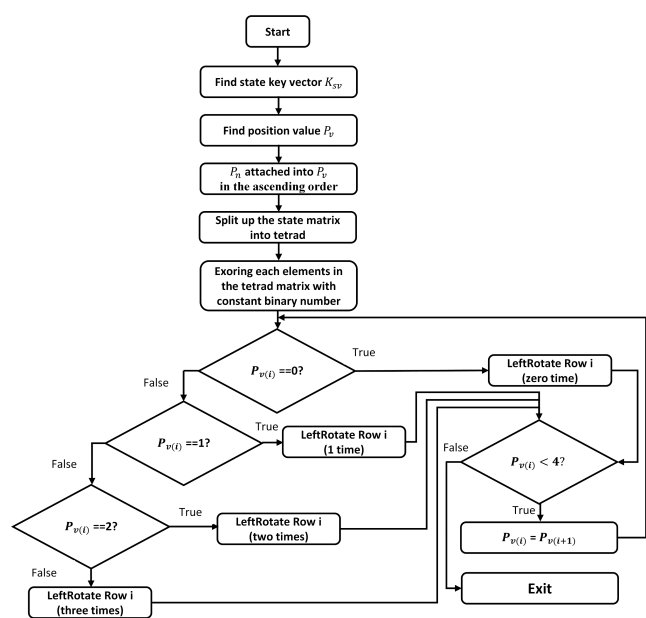 Start
Find state key vector K_sv
Find position value P_v
P_n attached into P_v
in the ascending order
Split up the state matrix
into tetrad
Exoring each elements in
the tetrad matrix with
constant binary number
P_v(i) ==0?
True
LeftRotate Row i
(zero time)
False
P_v(i) ==1?
True
LeftRotate Row i
(1 time)
False
P_v(i) < 4?
False
True
P_v(i) ==2?
True
LeftRotate Row i
(two times)
P_v(i) = P_v(i+1)
False
LeftRotate Row i
(three times)
Exit